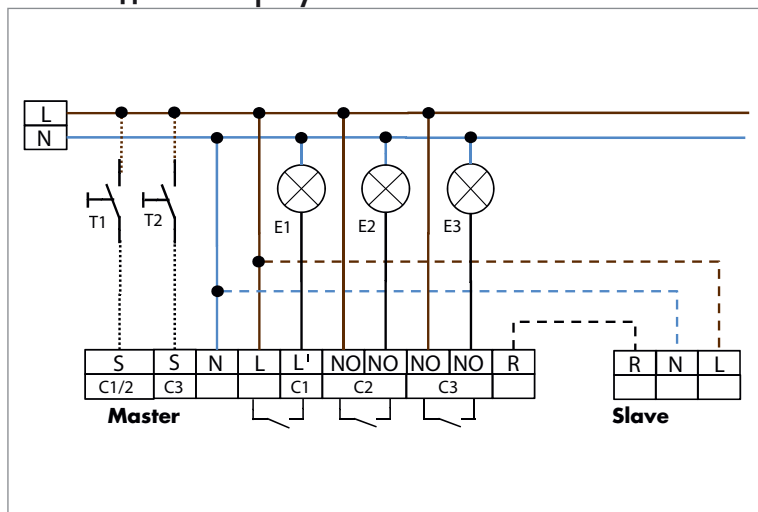 L
N
T1 T2 E1 E2 E3
S S N L L' NO NO NO NO R
C1/2 C3 C1 C2 C3
R N L
Master
Slave